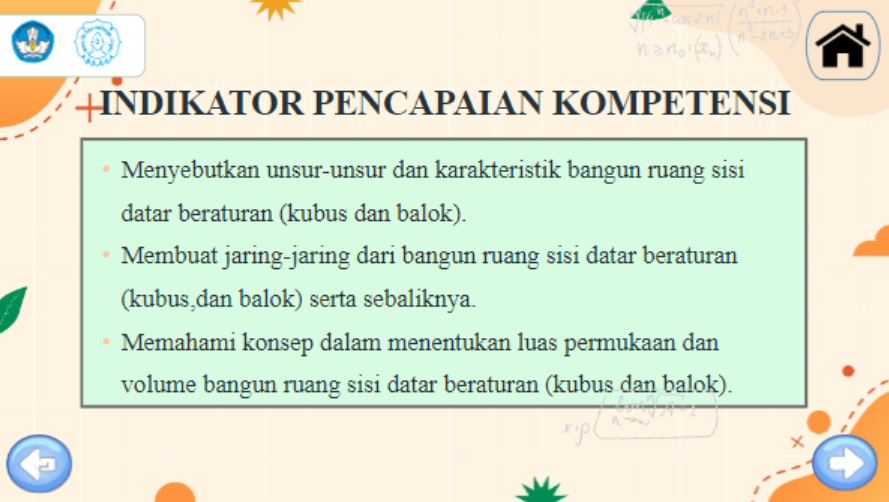 INDIKATOR PENCAPAIAN KOMPETENSI
• Menyebutkan unsur-unsur dan karakteristik bangun ruang sisi
datar beraturan (kubus dan balok).
• Membuat jaring-jaring dari bangun ruang sisi datar beraturan
(kubus,dan balok) serta sebaliknya.
• Memahami konsep dalam menentukan luas permukaan dan
volume bangun ruang sisi datar beraturan (kubus dan balok).